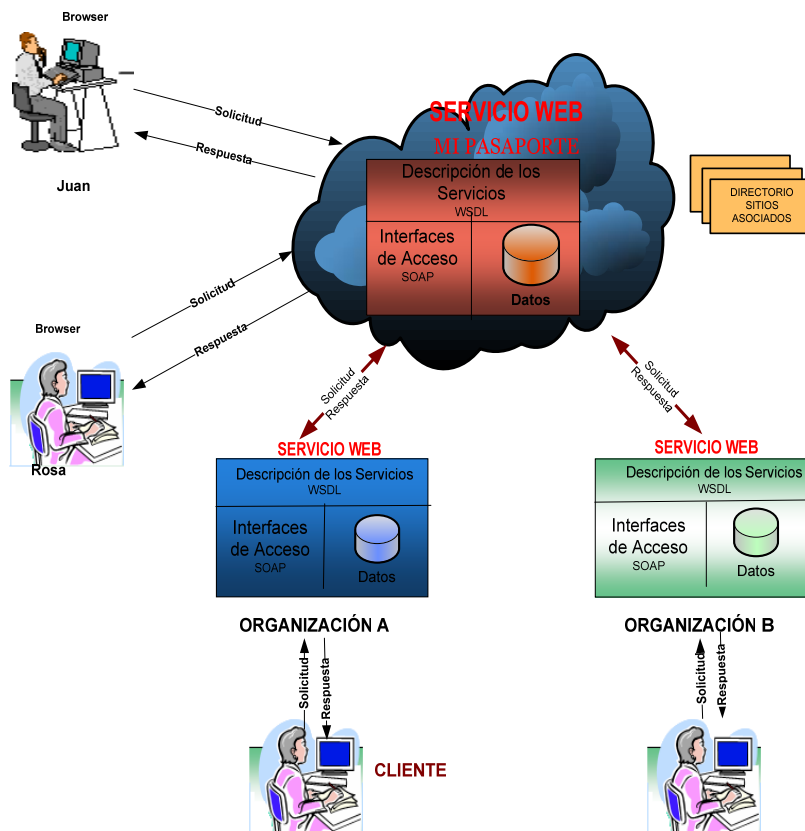 Browser
Solicitud
Respuesta
Juan
SERVICIO WEB
MI PASAPORTE
Descripción de los
Servicios
WSDL
Interfaces
de Acceso
SOAP
Datos
DIRECTORIO
SITIOS
ASOCIADOS
Browser
Solicitud
Respuesta
Rosa
Solicitud
Respuesta
Solicitud
Respuesta
SERVICIO WEB
Descripción de los Servicios
WSDL
Interfaces
de Acceso
SOAP
Datos
ORGANIZACIÓN A
Solicitud
Respuesta
CLIENTE
SERVICIO WEB
Descripción de los Servicios
WSDL
Interfaces
de Acceso
SOAP
Datos
ORGANIZACIÓN B
Solicitud
Respuesta